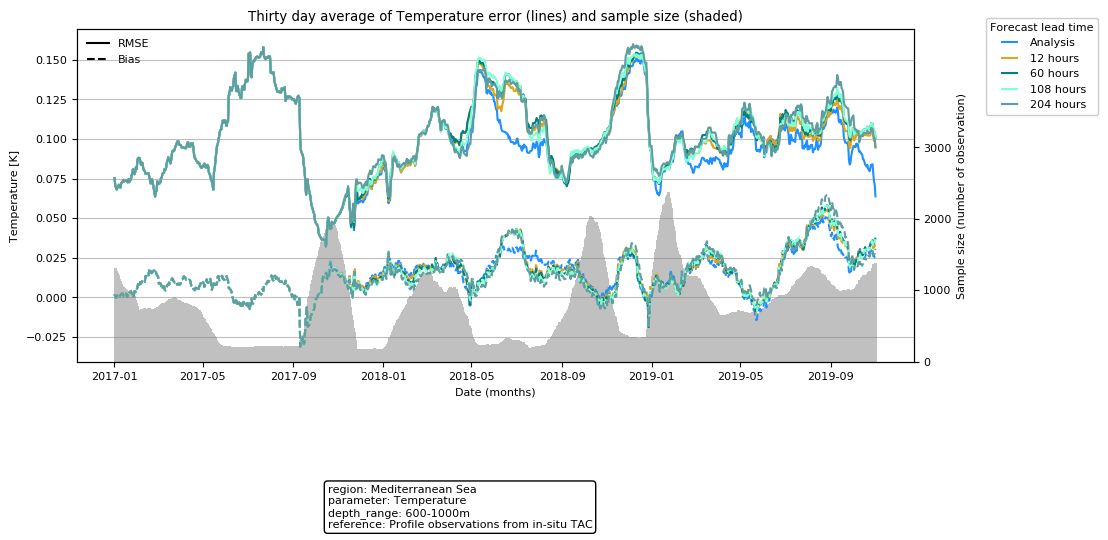 Thirty day average of Temperature error (lines) and sample size (shaded)
RMSE
Bias
Forecast lead time
Analysis
12 hours
60 hours
108 hours
204 hours
Temperature [K]
0.150
0.125
0.100
0.075
0.050
0.025
0.000
−0.025
3000
2000
1000
0
Sample size (number of observation)
2017-01
2017-05
2017-09
2018-01
2018-05
2018-09
2019-01
2019-05
2019-09
Date (months)
region: Mediterranean Sea
parameter: Temperature
depth_range: 600-1000m
reference: Profile observations from in-situ TAC